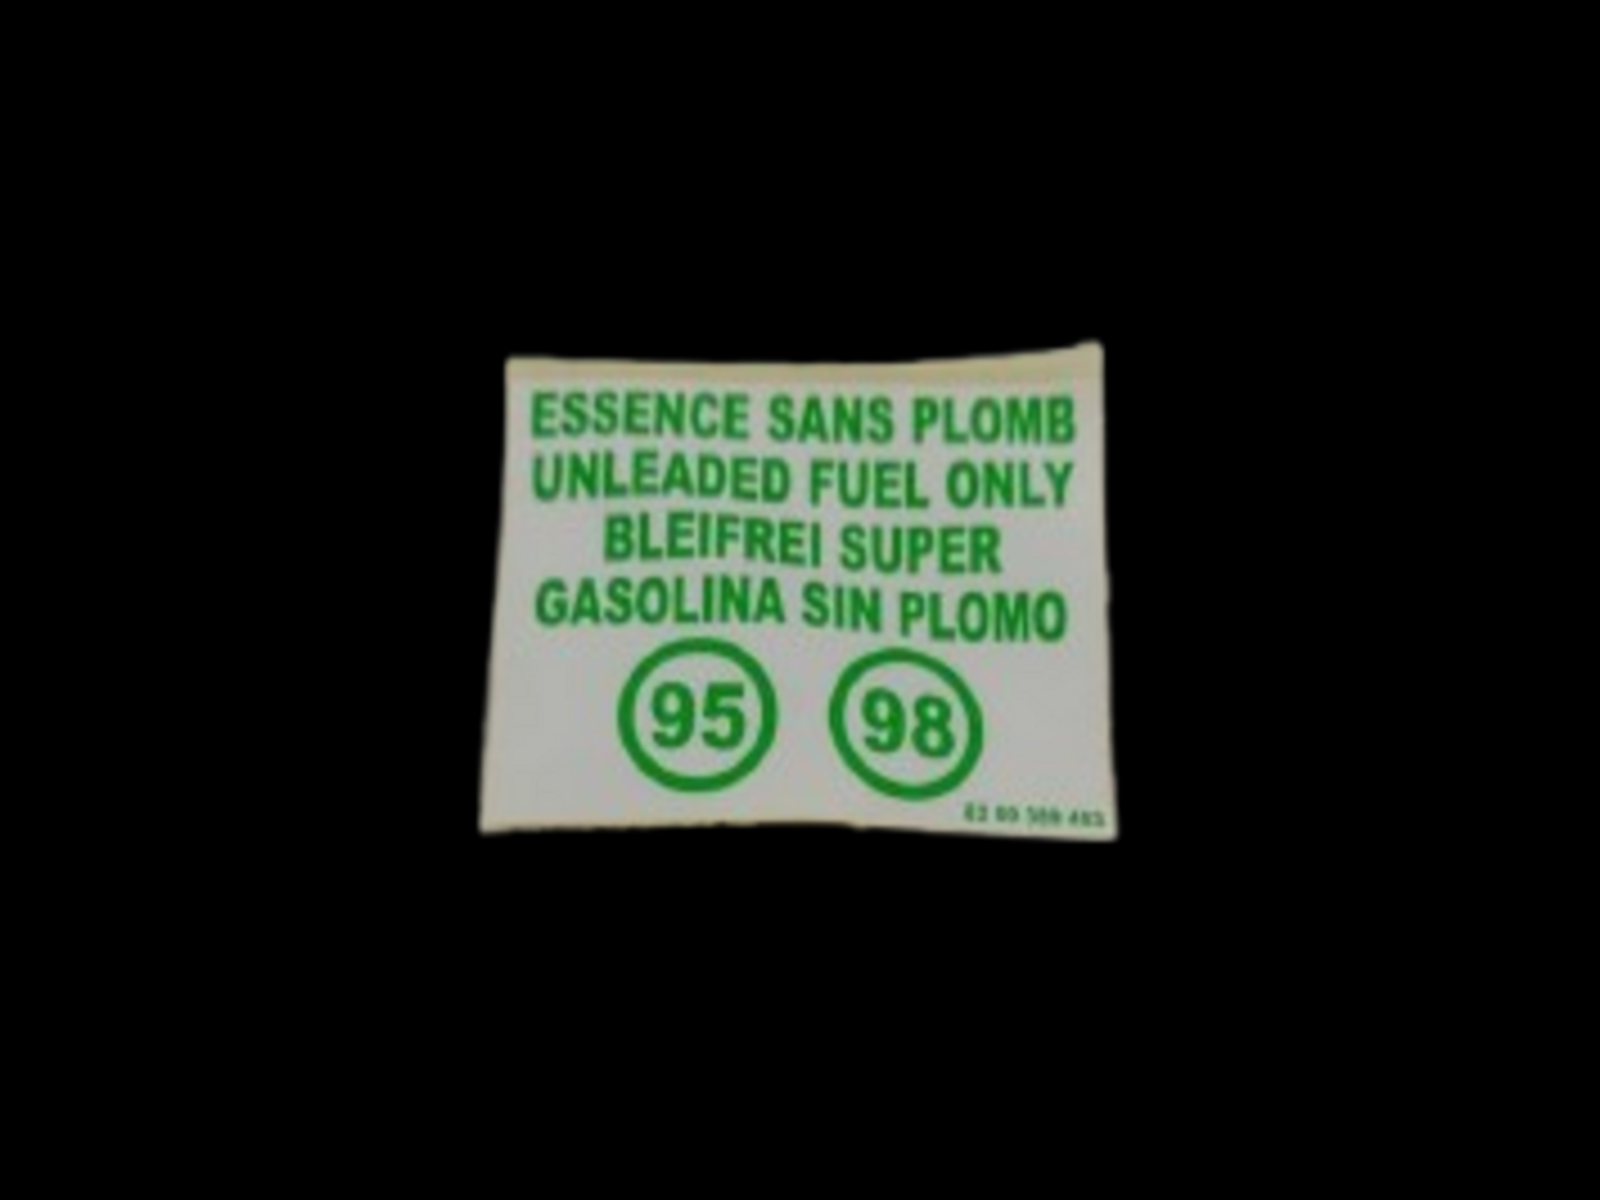 ESSENCE SANS PLOMB
UNLEADED FUEL ONLY
BLEIFREI SUPER
GASOLINA SIN PLOMO
95 98